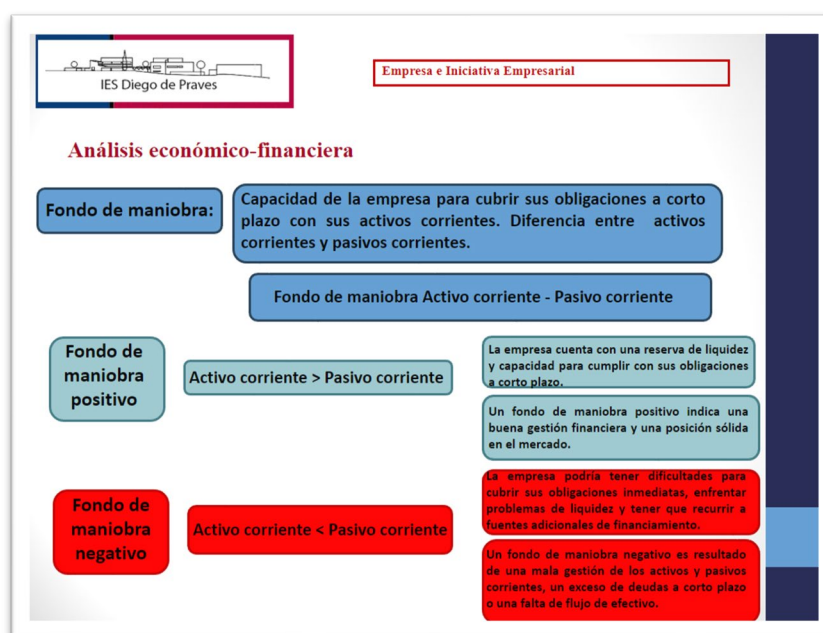 IES Diego de Praves
Empresa e Iniciativa Empresarial
Análisis económico-financiera
Fondo de maniobra:
Capacidad de la empresa para cubrir sus obligaciones a corto
plazo con sus activos corrientes. Diferencia entre activos
corrientes y pasivos corrientes.
Fondo de maniobra Activo corriente - Pasivo corriente
Fondo de
maniobra
positivo
Activo corriente > Pasivo corriente
La empresa cuenta con una reserva de liquidez
y capacidad para cumplir con sus obligaciones
a corto plazo.
Un fondo de maniobra positivo indica una
buena gestión financiera y una posición sólida
en el mercado.
Fondo de
maniobra
negativo
Activo corriente < Pasivo corriente
La empresa podría tener dificultades para
cubrir sus obligaciones inmediatas, enfrentar
problemas de liquidez y tener que recurrir a
fuentes adicionales de financiamiento.
Un fondo de maniobra negativo es resultado
de una mala gestión de los activos y pasivos
corrientes, un exceso de deudas a corto plazo
o una falta de flujo de efectivo.